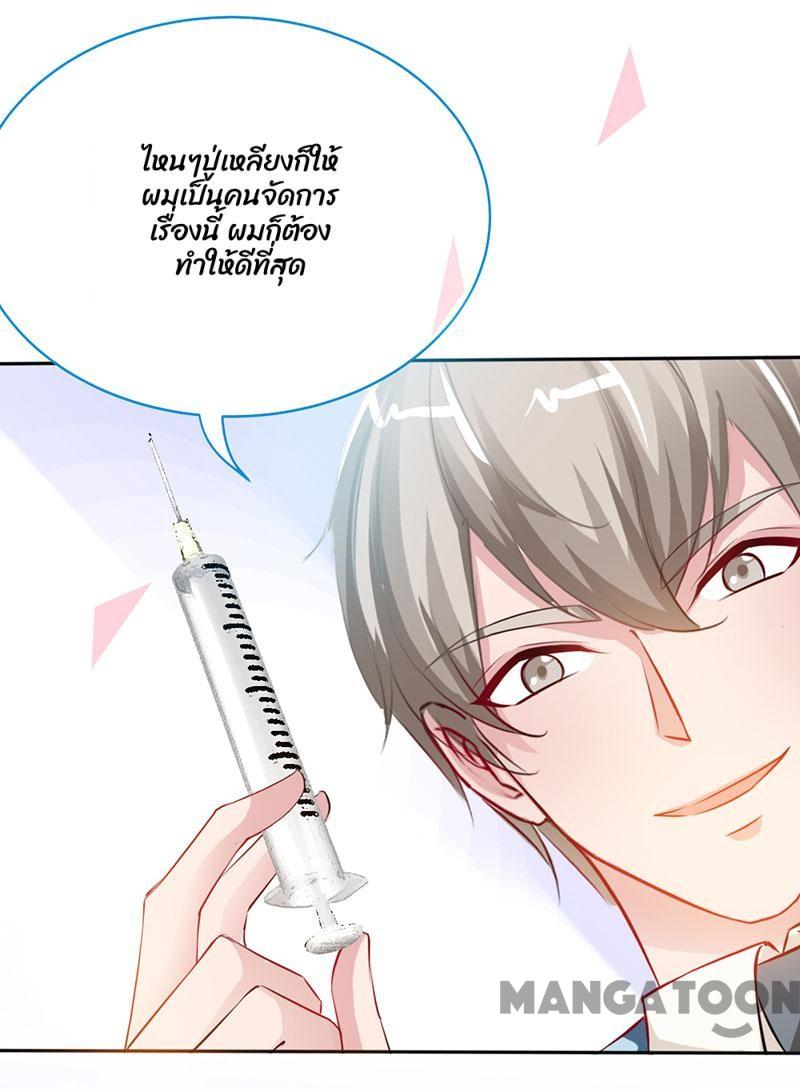 ไหนๆปู่เหลียงก็ให้
ผมเป็นคนจัดการ
เรื่องนี้ ผมก็ต้อง
ทำให้ดีที่สุด
MANGATOON